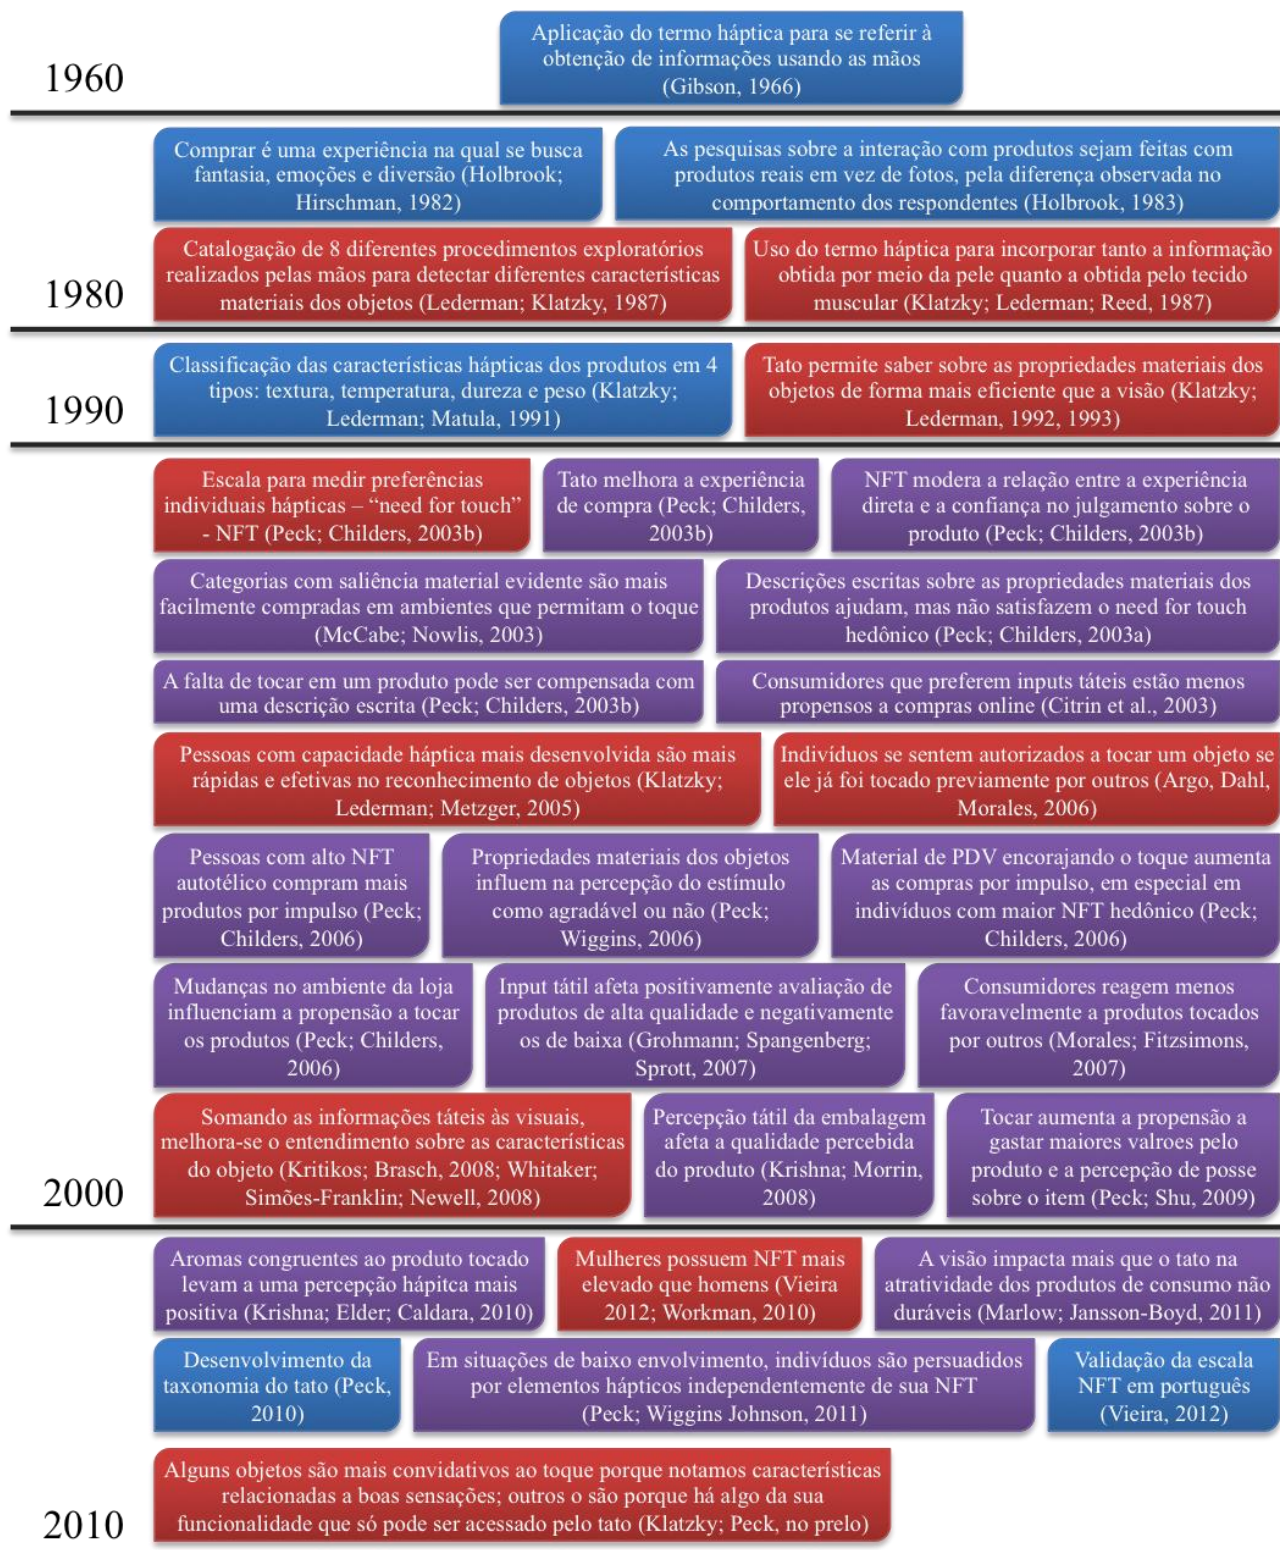 Aplicação do termo háptica para se referir à
obtenção de informações usando as mãos
(Gibson, 1966)
1960
Comprar é uma experiência na qual se busca
fantasia, emoções e diversão (Holbrook;
Hirschman, 1982)
As pesquisas sobre a interação com produtos sejam feitas com
produtos reais em vez de fotos, pela diferença observada no
comportamento dos respondentes (Holbrook, 1983)
Catalogação de 8 diferentes procedimentos exploratórios
realizados pelas mãos para detectar diferentes características
materiais dos objetos (Lederman; Klatzky, 1987)
Uso do termo háptica para incorporar tanto a informação
obtida por meio da pele quanto a obtida pelo tecido
muscular (Klatzky; Lederman; Reed, 1987)
1980
Classificação das características hápticas dos produtos em 4
tipos: textura, temperatura, dureza e peso (Klatzky;
Lederman; Matula, 1991)
Tato permite saber sobre as propriedades materiais dos
objetos de forma mais eficiente que a visão (Klatzky;
Lederman, 1992, 1993)
1990
Escala para medir preferências
individuais hápticas – “need for touch”
- NFT (Peck; Childers, 2003b)
Tato melhora a experiência
de compra (Peck; Childers,
2003b)
NFT modera a relação entre a experiência
direta e a confiança no julgamento sobre o
produto (Peck; Childers, 2003b)
Categorias com saliência material evidente são mais
facilmente compradas em ambientes que permitam o toque
(McCabe; Nowlis, 2003)
Descrições escritas sobre as propriedades materiais dos
produtos ajudam, mas não satisfazem o need for touch
hedônico (Peck; Childers, 2003a)
A falta de tocar em um produto pode ser compensada com
uma descrição escrita (Peck; Childers, 2003b)
Consumidores que preferem inputs táteis estão menos
propensos a compras online (Citrin et al., 2003)
Pessoas com capacidade háptica mais desenvolvida são mais
rápidas e efetivas no reconhecimento de objetos (Klatzky;
Lederman; Metzger, 2005)
Indivíduos se sentem autorizados a tocar um objeto se
ele já foi tocado previamente por outros (Argo, Dahl,
Morales, 2006)
Pessoas com alto NFT
autotélico compram mais
produtos por impulso (Peck;
Childers, 2006)
Propriedades materiais dos objetos
influem na percepção do estímulo
como agradável ou não (Peck;
Wiggins, 2006)
Material de PDV encorajando o toque aumenta
as compras por impulso, em especial em
indivíduos com maior NFT hedônico (Peck;
Childers, 2006)
Mudanças no ambiente da loja
influenciam a propensão a tocar
os produtos (Peck; Childers,
2006)
Input tátil afeta positivamente avaliação de
produtos de alta qualidade e negativamente
os de baixa (Grohmann; Spangenberg;
Sprott, 2007)
Consumidores reagem menos
favoravelmente a produtos tocados
por outros (Morales; Fitzsimons,
2007)
Somando as informações táteis às visuais,
melhora-se o entendimento sobre as características
do objeto (Kritikos; Brasch, 2008; Whitaker;
Simões-Franklin; Newell, 2008)
Percepção tátil da embalagem
afeta a qualidade percebida
do produto (Krishna; Morrin,
2008)
Tocar aumenta a propensão a
gastar maiores valroes pelo
produto e a percepção de posse
sobre o item (Peck; Shu, 2009)
2000
Aromas congruentes ao produto tocado
levam a uma percepção hápitca mais
positiva (Krishna; Elder; Caldara, 2010)
Mulheres possuem NFT mais
elevado que homens (Vieira
2012; Workman, 2010)
A visão impacta mais que o tato na
atratividade dos produtos de consumo não
duráveis (Marlow; Jansson-Boyd, 2011)
Desenvolvimento da
taxonomia do tato (Peck,
2010)
Em situações de baixo envolvimento, indivíduos são persuadidos
por elementos hápticos independentemente de sua NFT
(Peck; Wiggins Johnson, 2011)
Validação da escala
NFT em português
(Vieira, 2012)
Alguns objetos são mais convidativos ao toque porque notamos características
relacionadas a boas sensações; outros o são porque há algo da sua
funcionalidade que só pode ser acessado pelo tato (Klatzky; Peck, no prelo)
2010